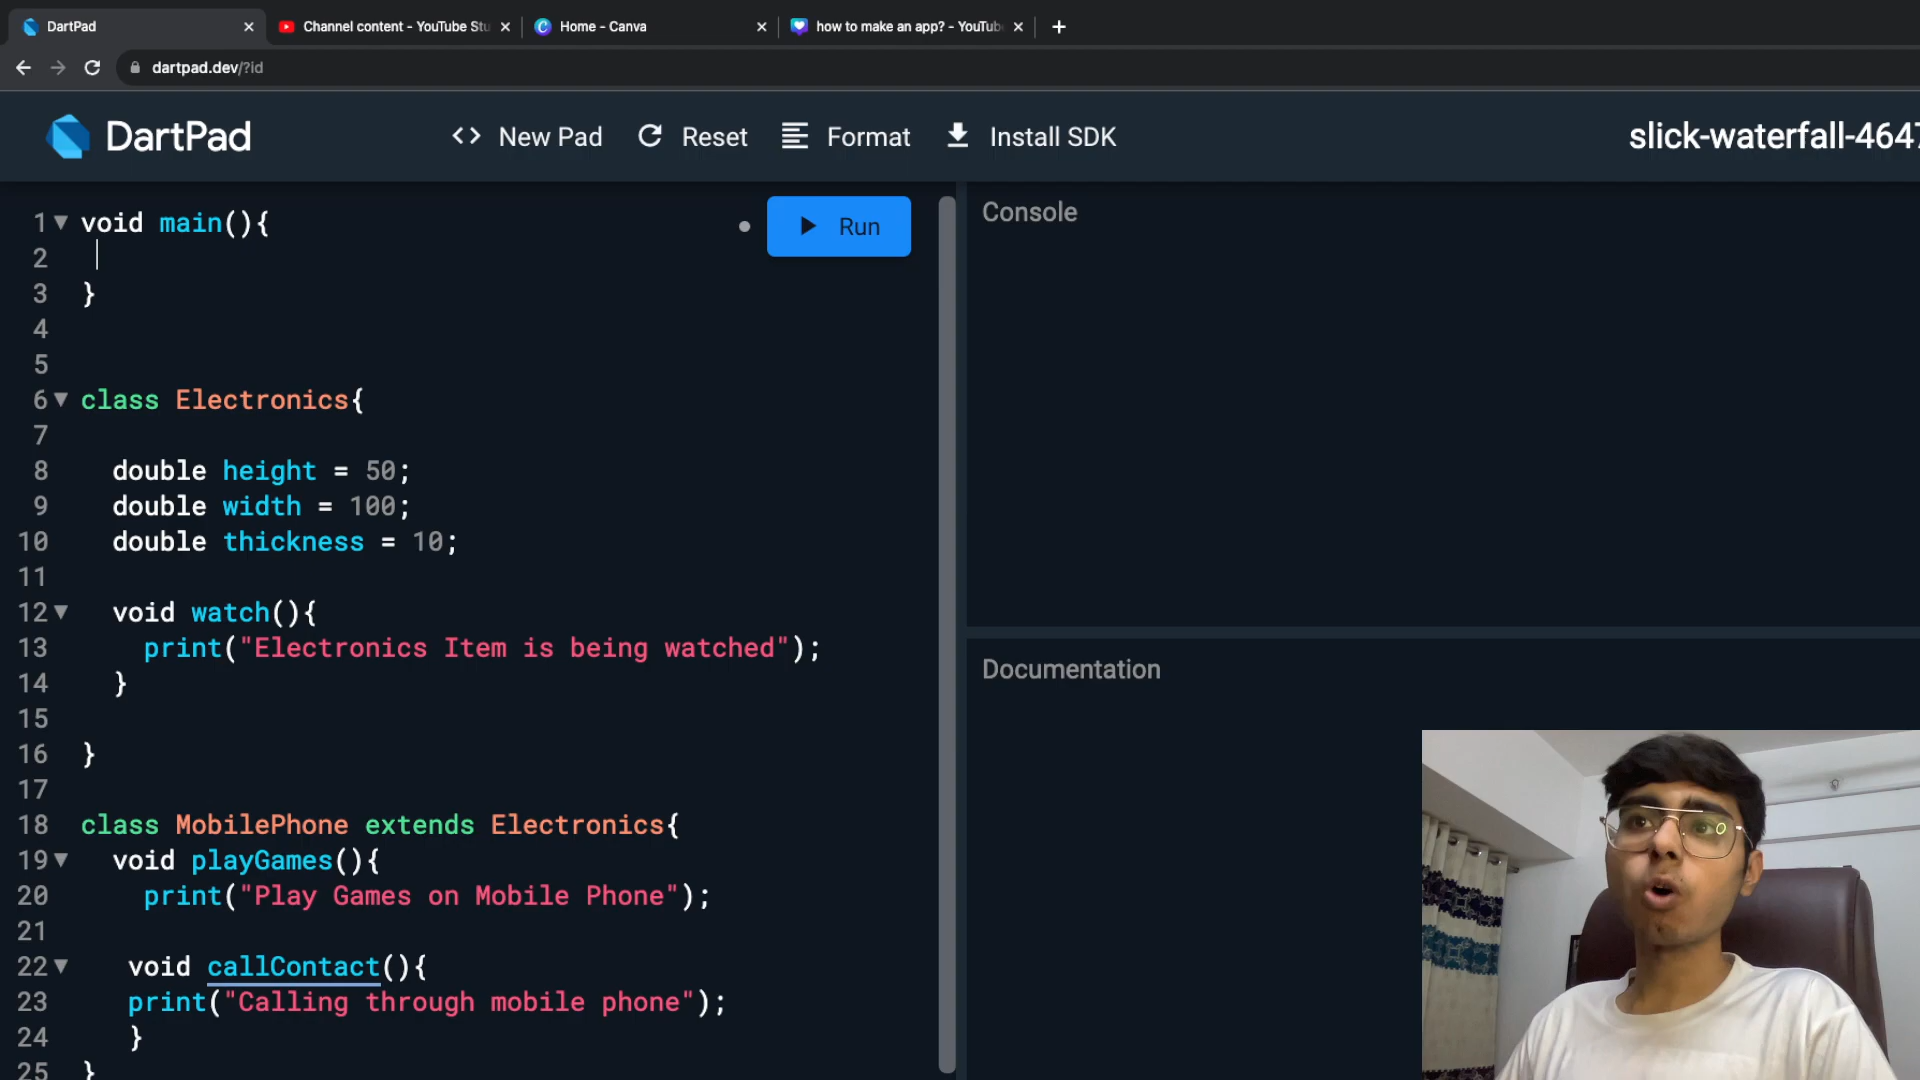 DartPad
Channel content - YouTube Stu
Home - Canva
how to make an app? - YouTub
dartpad.dev/?id
DartPad
New Pad
Reset
Format
Install SDK
slick-waterfall-4647
1 void main(){
2
3 }
4
5
6 class Electronics{
7
8 double height = 50;
9 double width = 100;
10 double thickness = 10;
11
12 void watch(){
13 print("Electronics Item is being watched");
14 }
15
16 }
17
18 class MobilePhone extends Electronics{
19 void playGames(){
20 print("Play Games on Mobile Phone");
21
22 void callContact(){
23 print("Calling through mobile phone");
24 }
25 }
Run
Console
Documentation